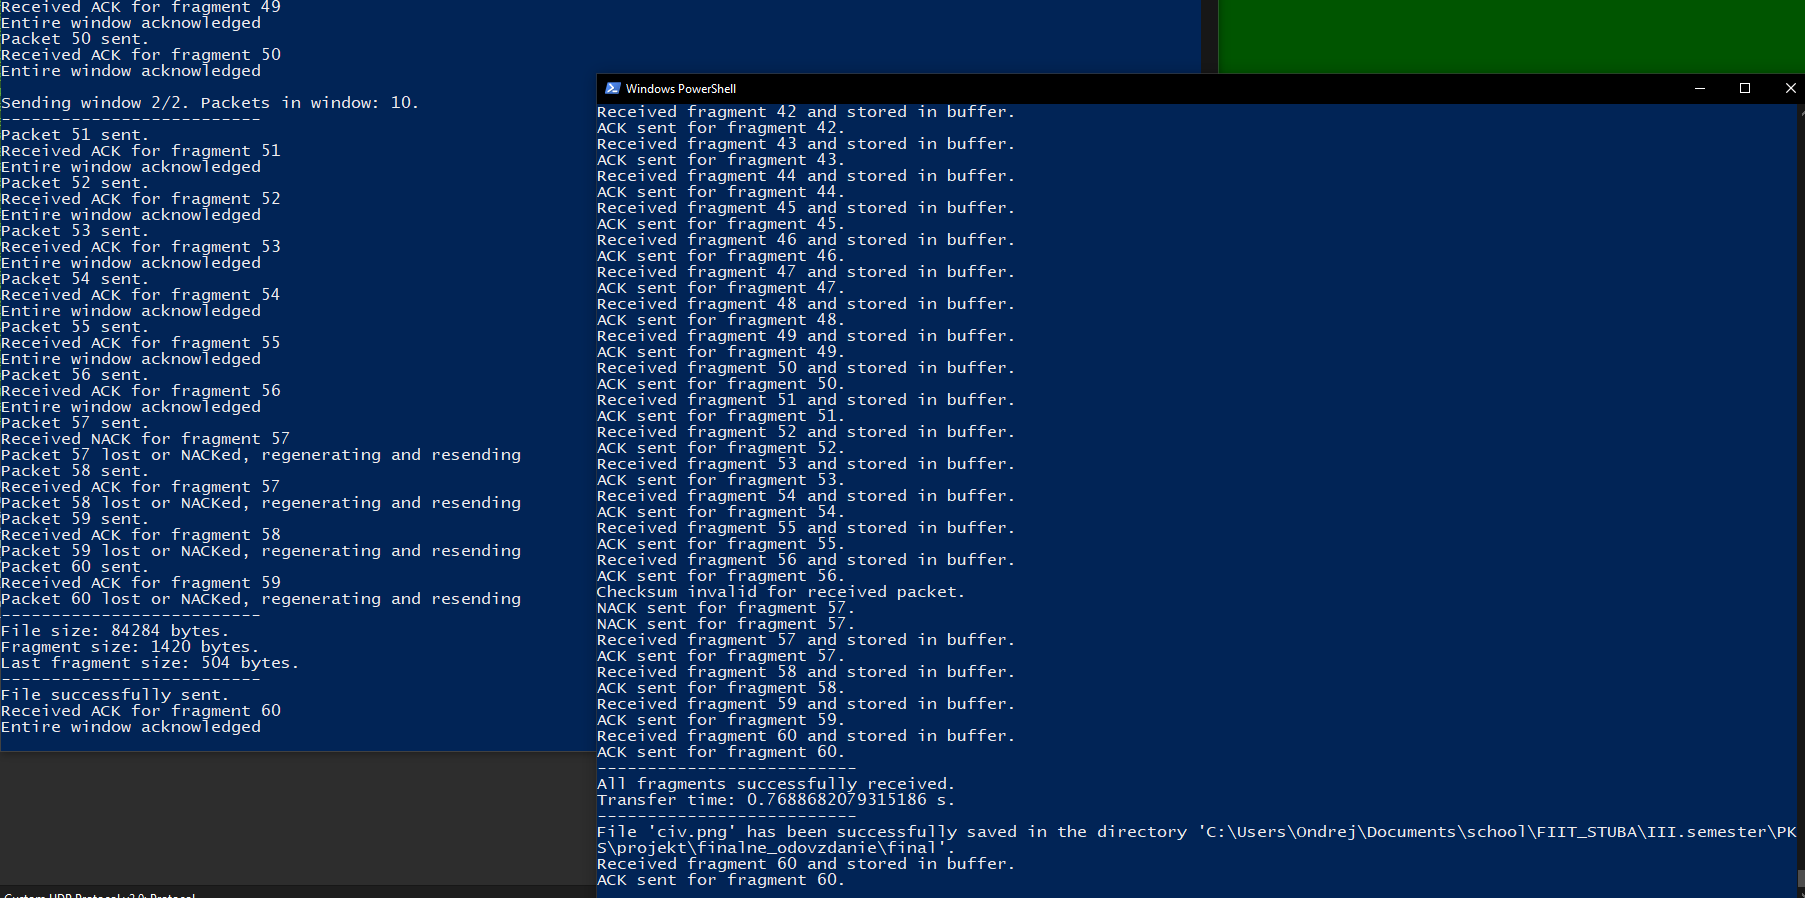 Received ACK for fragment 49
Entire window acknowledged
Packet 50 sent.
Received ACK for fragment 50
Entire window acknowledged
Sending window 2/2. Packets in window: 10.
--------------------------
Packet 51 sent.
Received ACK for fragment 51
Entire window acknowledged
Packet 52 sent.
Received ACK for fragment 52
Entire window acknowledged
Packet 53 sent.
Received ACK for fragment 53
Entire window acknowledged
Packet 54 sent.
Received ACK for fragment 54
Entire window acknowledged
Packet 55 sent.
Received ACK for fragment 55
Entire window acknowledged
Packet 56 sent.
Received ACK for fragment 56
Entire window acknowledged
Packet 57 sent.
Received NACK for fragment 57
Packet 57 lost or NACKed, regenerating and resending
Packet 58 sent.
Received ACK for fragment 57
Packet 58 lost or NACKed, regenerating and resending
Packet 59 sent.
Received ACK for fragment 58
Packet 59 lost or NACKed, regenerating and resending
Packet 60 sent.
Received ACK for fragment 59
Packet 60 lost or NACKed, regenerating and resending
--------------------------
File size: 84284 bytes.
Fragment size: 1420 bytes.
Last fragment size: 504 bytes.
--------------------------
File successfully sent.
Received ACK for fragment 60
Entire window acknowledged
Windows PowerShell
Received fragment 42 and stored in buffer.
ACK sent for fragment 42.
Received fragment 43 and stored in buffer.
ACK sent for fragment 43.
Received fragment 44 and stored in buffer.
ACK sent for fragment 44.
Received fragment 45 and stored in buffer.
ACK sent for fragment 45.
Received fragment 46 and stored in buffer.
ACK sent for fragment 46.
Received fragment 47 and stored in buffer.
ACK sent for fragment 47.
Received fragment 48 and stored in buffer.
ACK sent for fragment 48.
Received fragment 49 and stored in buffer.
ACK sent for fragment 49.
Received fragment 50 and stored in buffer.
ACK sent for fragment 50.
Received fragment 51 and stored in buffer.
ACK sent for fragment 51.
Received fragment 52 and stored in buffer.
ACK sent for fragment 52.
Received fragment 53 and stored in buffer.
ACK sent for fragment 53.
Received fragment 54 and stored in buffer.
ACK sent for fragment 54.
Received fragment 55 and stored in buffer.
ACK sent for fragment 55.
Received fragment 56 and stored in buffer.
ACK sent for fragment 56.
Checksum invalid for received packet.
NACK sent for fragment 57.
NACK sent for fragment 57.
Received fragment 57 and stored in buffer.
ACK sent for fragment 57.
Received fragment 58 and stored in buffer.
ACK sent for fragment 58.
Received fragment 59 and stored in buffer.
ACK sent for fragment 59.
Received fragment 60 and stored in buffer.
ACK sent for fragment 60.
--------------------------
All fragments successfully received.
Transfer time: 0.7688682079315186 s.
--------------------------
File 'civ.png' has been successfully saved in the directory 'C:\Users\Ondrej\Documents\school\FIIT_STUBA\III.semester\PK
S\projekt\finalne_odovzdanie\final'.
Received fragment 60 and stored in buffer.
ACK sent for fragment 60.